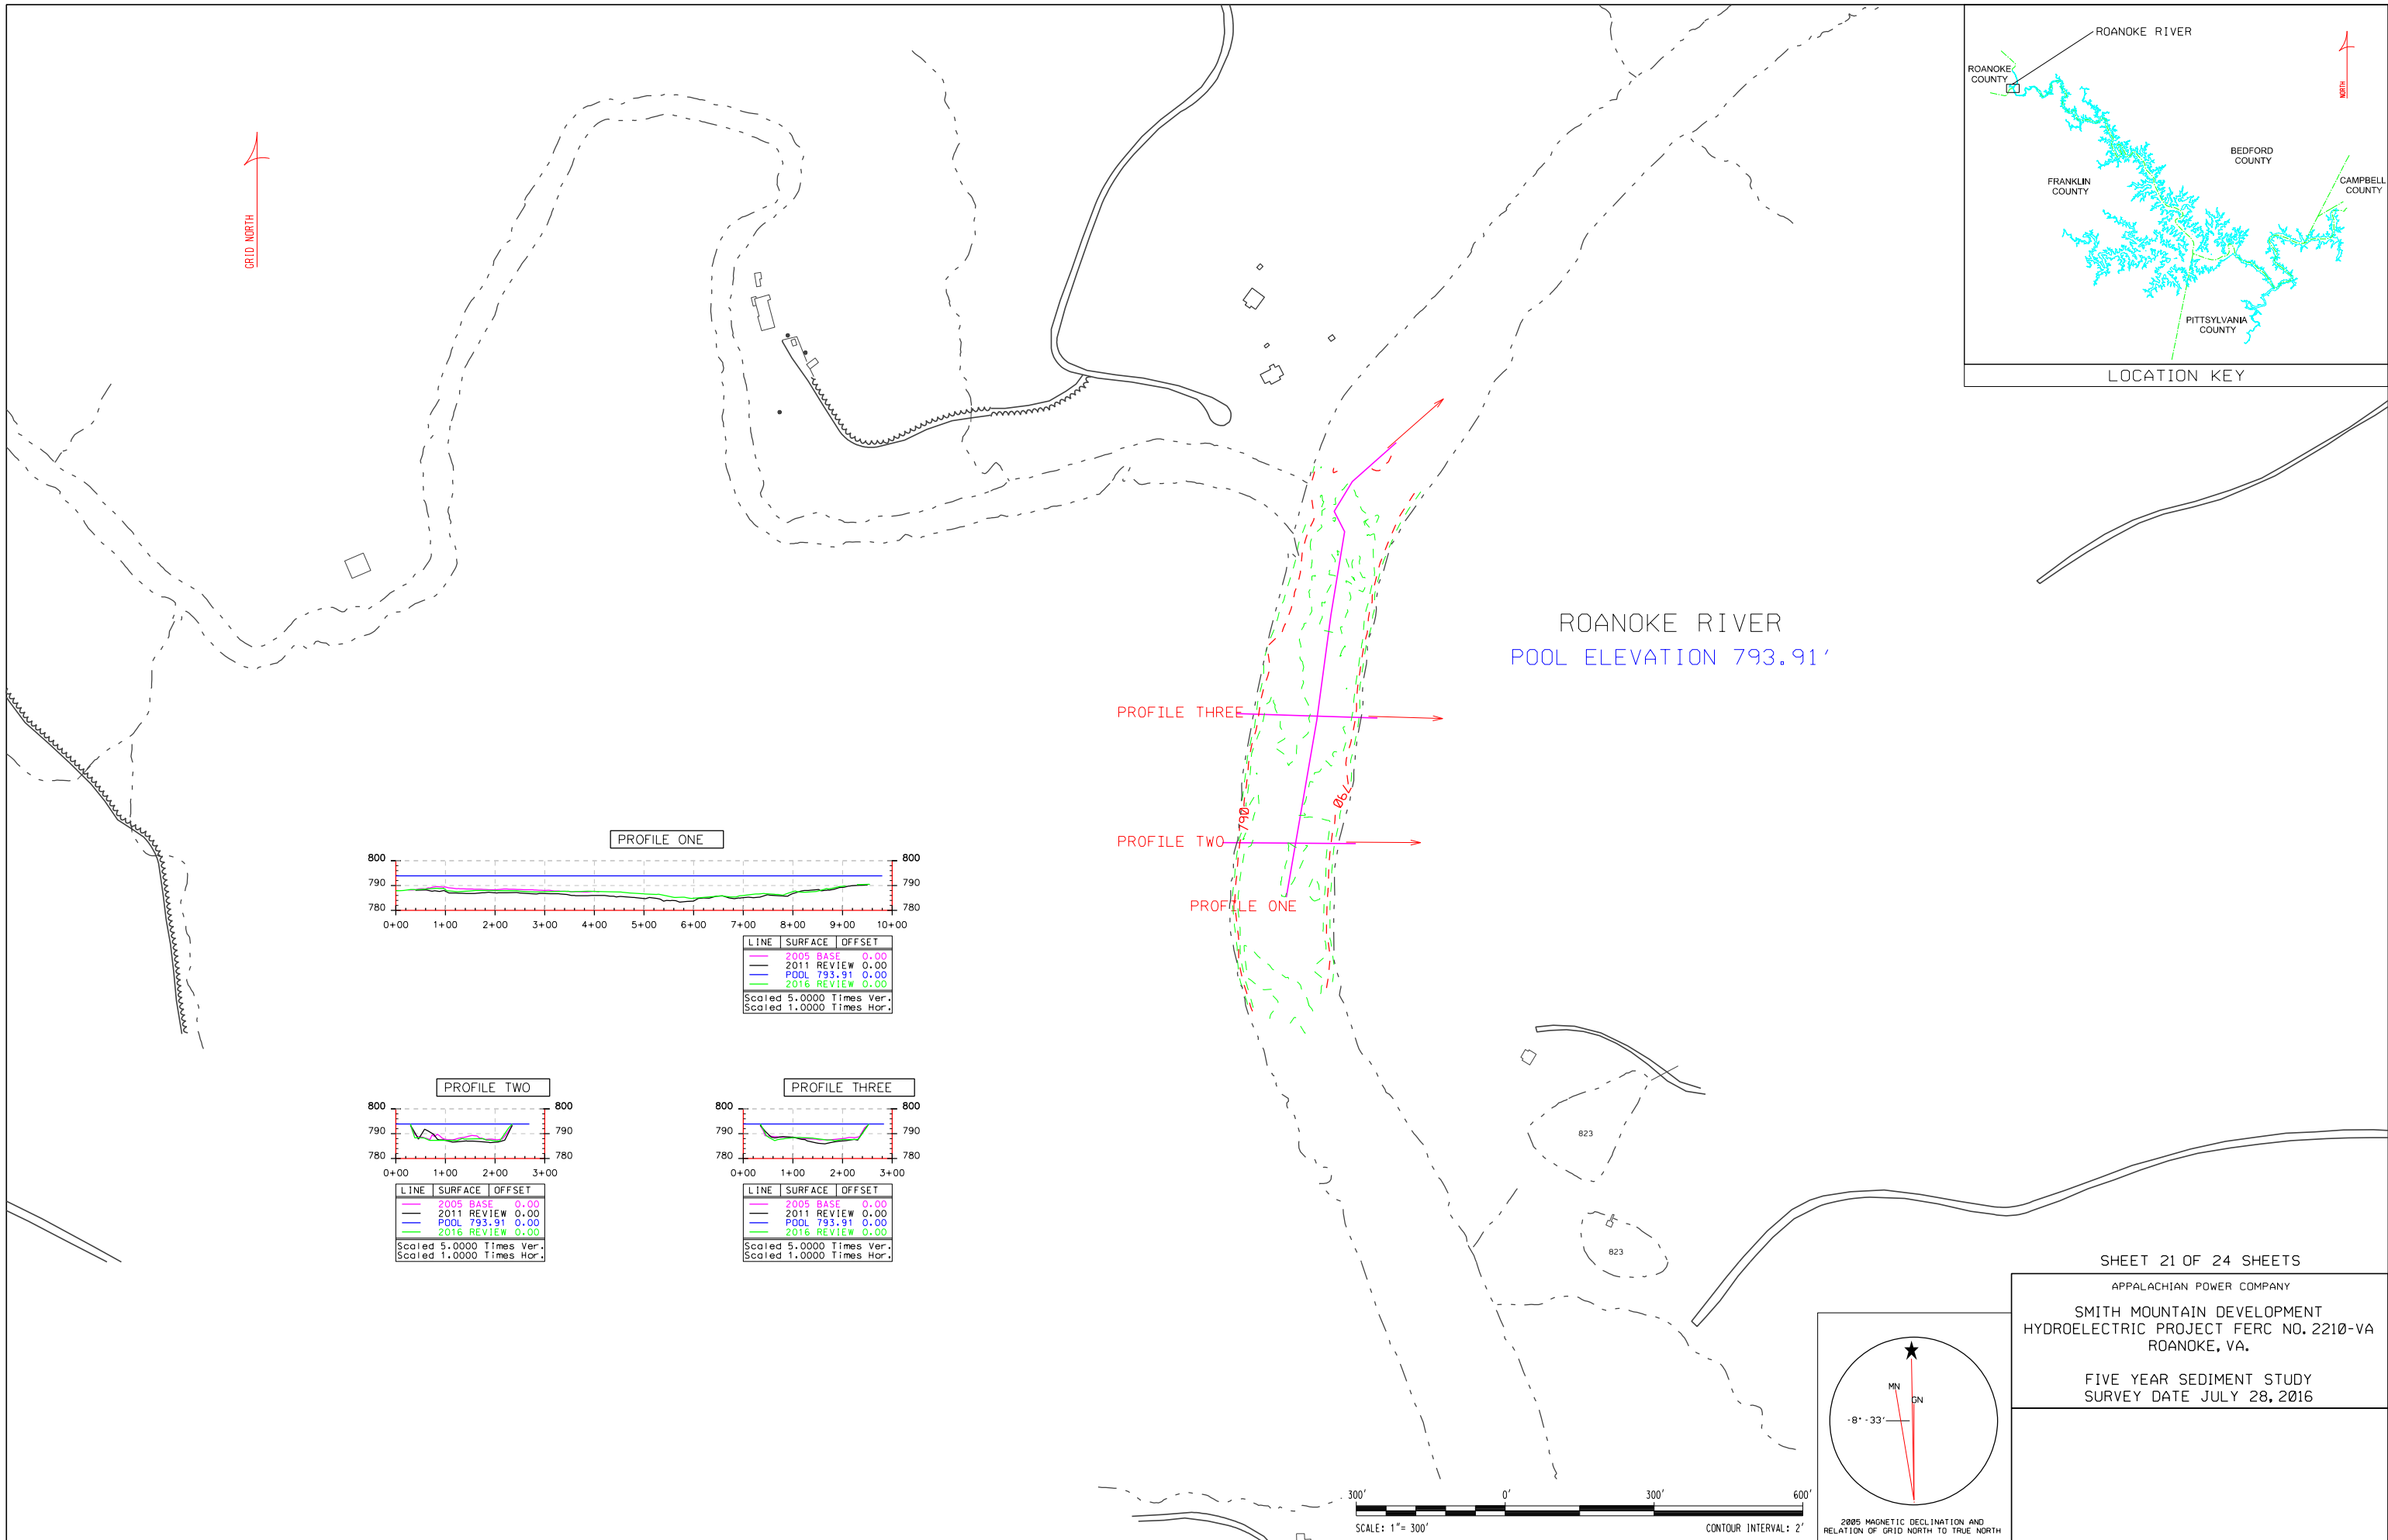 ROANOKE RIVER
ROANOKE
COUNTY
NORTH
BEDFORD
COUNTY
FRANKLIN
COUNTY
CAMPBELL
COUNTY
PITTSYLVANIA
COUNTY
LOCATION KEY
GRID NORTH
ROANOKE RIVER
POOL ELEVATION 793.91'
PROFILE THREE
790
790
PROFILE TWO
PROFILE ONE
PROFILE ONE
800 800
790 790
780 780
0+00 1+00 2+00 3+00 4+00 5+00 6+00 7+00 8+00 9+00 10+00
LINE SURFACE OFFSET
2005 BASE 0.00
2011 REVIEW 0.00
POOL 793.91 0.00
2016 REVIEW 0.00
Scaled 5.0000 Times Ver.
Scaled 1.0000 Times Hor.
PROFILE TWO
800 800
790 790
780 780
0+00 1+00 2+00 3+00
LINE SURFACE OFFSET
2005 BASE 0.00
2011 REVIEW 0.00
POOL 793.91 0.00
2016 REVIEW 0.00
Scaled 5.0000 Times Ver.
Scaled 1.0000 Times Hor.
PROFILE THREE
800 800
790 790
780 780
0+00 1+00 2+00 3+00
LINE SURFACE OFFSET
2005 BASE 0.00
2011 REVIEW 0.00
POOL 793.91 0.00
2016 REVIEW 0.00
Scaled 5.0000 Times Ver.
Scaled 1.0000 Times Hor.
823
823
SHEET 21 OF 24 SHEETS
APPALACHIAN POWER COMPANY
SMITH MOUNTAIN DEVELOPMENT
HYDROELECTRIC PROJECT FERC NO. 2210-VA
ROANOKE, VA.
FIVE YEAR SEDIMENT STUDY
SURVEY DATE JULY 28, 2016
MN
GN
-8°-33'
2005 MAGNETIC DECLINATION AND
RELATION OF GRID NORTH TO TRUE NORTH
300' 0' 300' 600'
SCALE: 1"= 300' CONTOUR INTERVAL: 2'